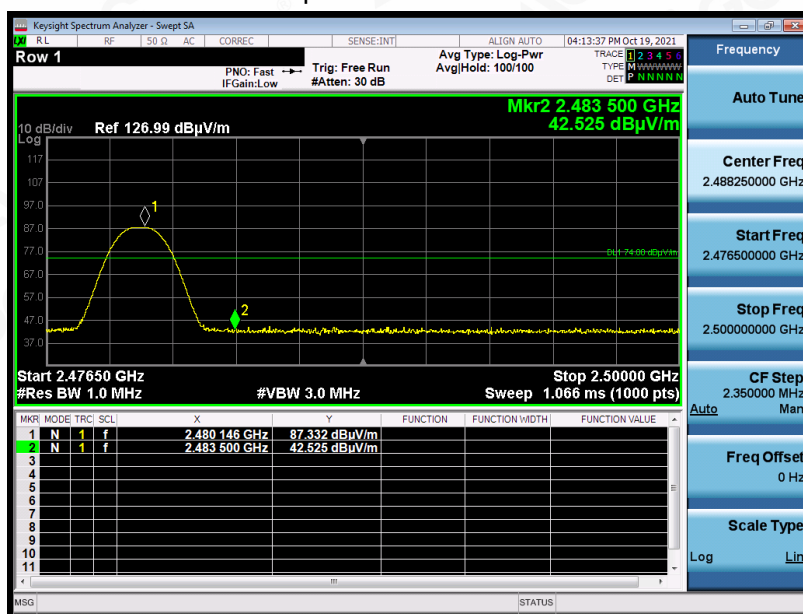 Keysight Spectrum Analyzer - Swept SA
LXI RL RF 50 Ω AC CORREC SENSE:INT ALIGN AUTO 04:13:37 PM Oct 19, 2021
Row 1
PNO: Fast
IFGain:Low
Trig: Free Run
#Atten: 30 dB
Avg Type: Log-Pwr
Avg|Hold: 100/100
TRACE 1 2 3 4 5 6
TYPE M WWWWW
DET P N N N N N
Mkr2 2.483 500 GHz
42.525 dBµV/m
10 dB/div Ref 126.99 dBµV/m
Log
117
107
97.0
87.0
77.0
67.0
57.0
47.0
37.0
1
2
DL1 74.00 dBµV/m
Start 2.47650 GHz Stop 2.50000 GHz
#Res BW 1.0 MHz #VBW 3.0 MHz Sweep 1.066 ms (1000 pts)
MKR MODE TRC SCL X Y FUNCTION FUNCTION WIDTH FUNCTION VALUE
1 N 1 f 2.480 146 GHz 87.332 dBµV/m
2 N 1 f 2.483 500 GHz 42.525 dBµV/m
3
4
5
6
7
8
9
10
11
MSG STATUS
Frequency
Auto Tune
Center Freq
2.488250000 GHz
Start Freq
2.476500000 GHz
Stop Freq
2.500000000 GHz
CF Step
2.350000 MHz
Auto Man
Freq Offset
0 Hz
Scale Type
Log Lin